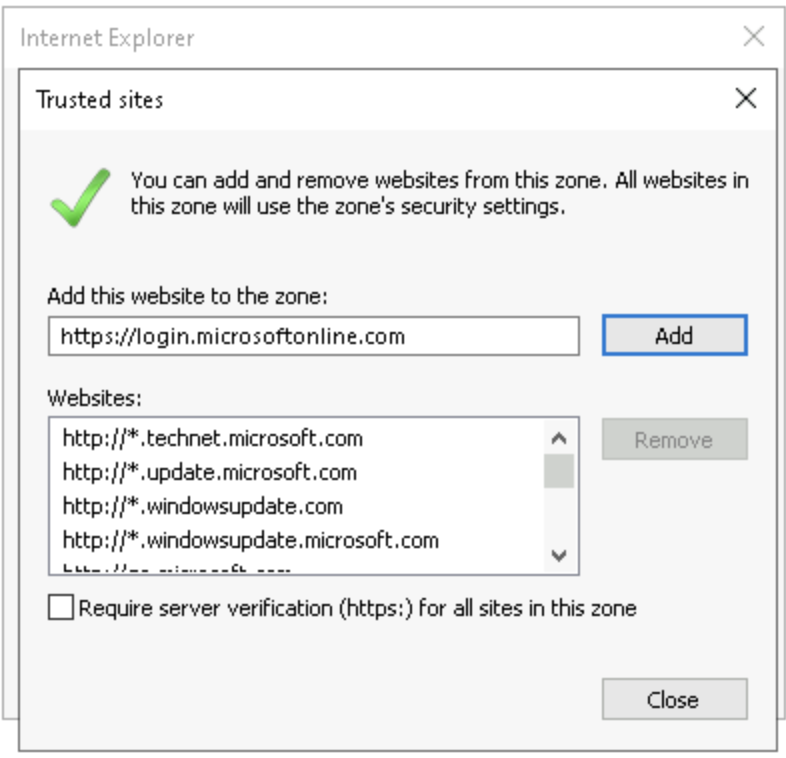 Internet Explorer
Trusted sites
You can add and remove websites from this zone. All websites in
this zone will use the zone's security settings.
Add this website to the zone:
https://login.microsoftonline.com
Add
Websites:
http://*.technet.microsoft.com
Remove
http://*.update.microsoft.com
http://*.windowsupdate.com
http://*.windowsupdate.microsoft.com
Require server verification (https:) for all sites in this zone
Close